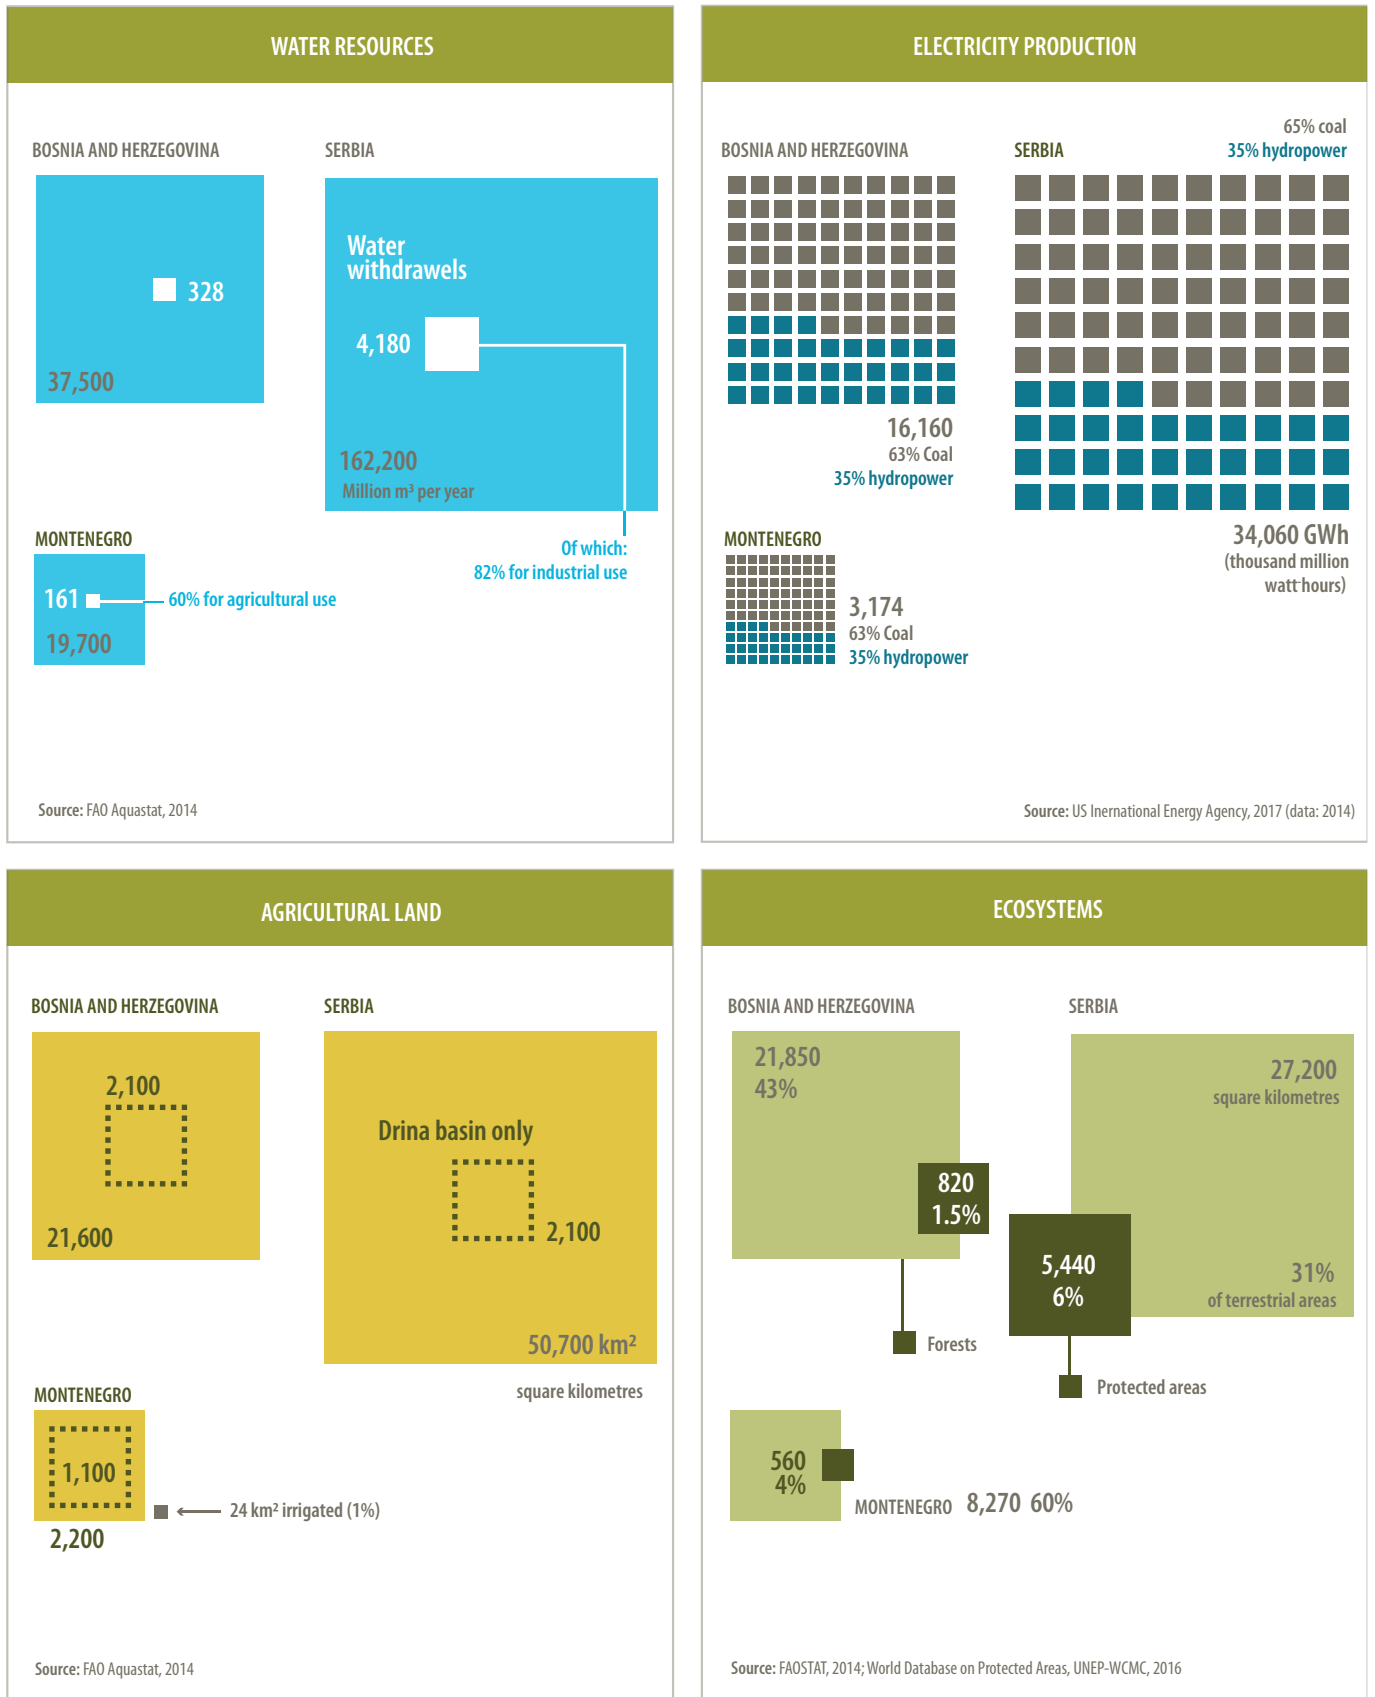 WATER RESOURCES
BOSNIA AND HERZEGOVINA
328
37,500
SERBIA
Water
withdrawels
4,180
162,200
Million m³ per year
Of which:
82% for industrial use
MONTENEGRO
161
60% for agricultural use
19,700
Source: FAO Aquastat, 2014
ELECTRICITY PRODUCTION
BOSNIA AND HERZEGOVINA
16,160
63% Coal
35% hydropower
SERBIA
65% coal
35% hydropower
34,060 GWh
(thousand million
watt-hours)
MONTENEGRO
3,174
63% Coal
35% hydropower
Source: US Inernational Energy Agency, 2017 (data: 2014)
AGRICULTURAL LAND
BOSNIA AND HERZEGOVINA
2,100
21,600
SERBIA
Drina basin only
2,100
50,700 km²
square kilometres
MONTENEGRO
1,100
24 km² irrigated (1%)
2,200
Source: FAO Aquastat, 2014
ECOSYSTEMS
BOSNIA AND HERZEGOVINA
21,850
43%
820
1.5%
Forests
SERBIA
27,200
square kilometres
5,440
6%
31%
of terrestrial areas
Protected areas
560
4%
MONTENEGRO 8,270 60%
Source: FAOSTAT, 2014; World Database on Protected Areas, UNEP-WCMC, 2016